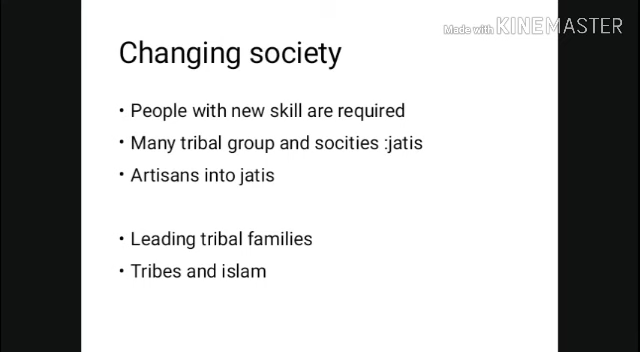 Made with KINEMASTER
Changing society
• People with new skill are required
• Many tribal group and socities :jatis
• Artisans into jatis
• Leading tribal families
• Tribes and islam